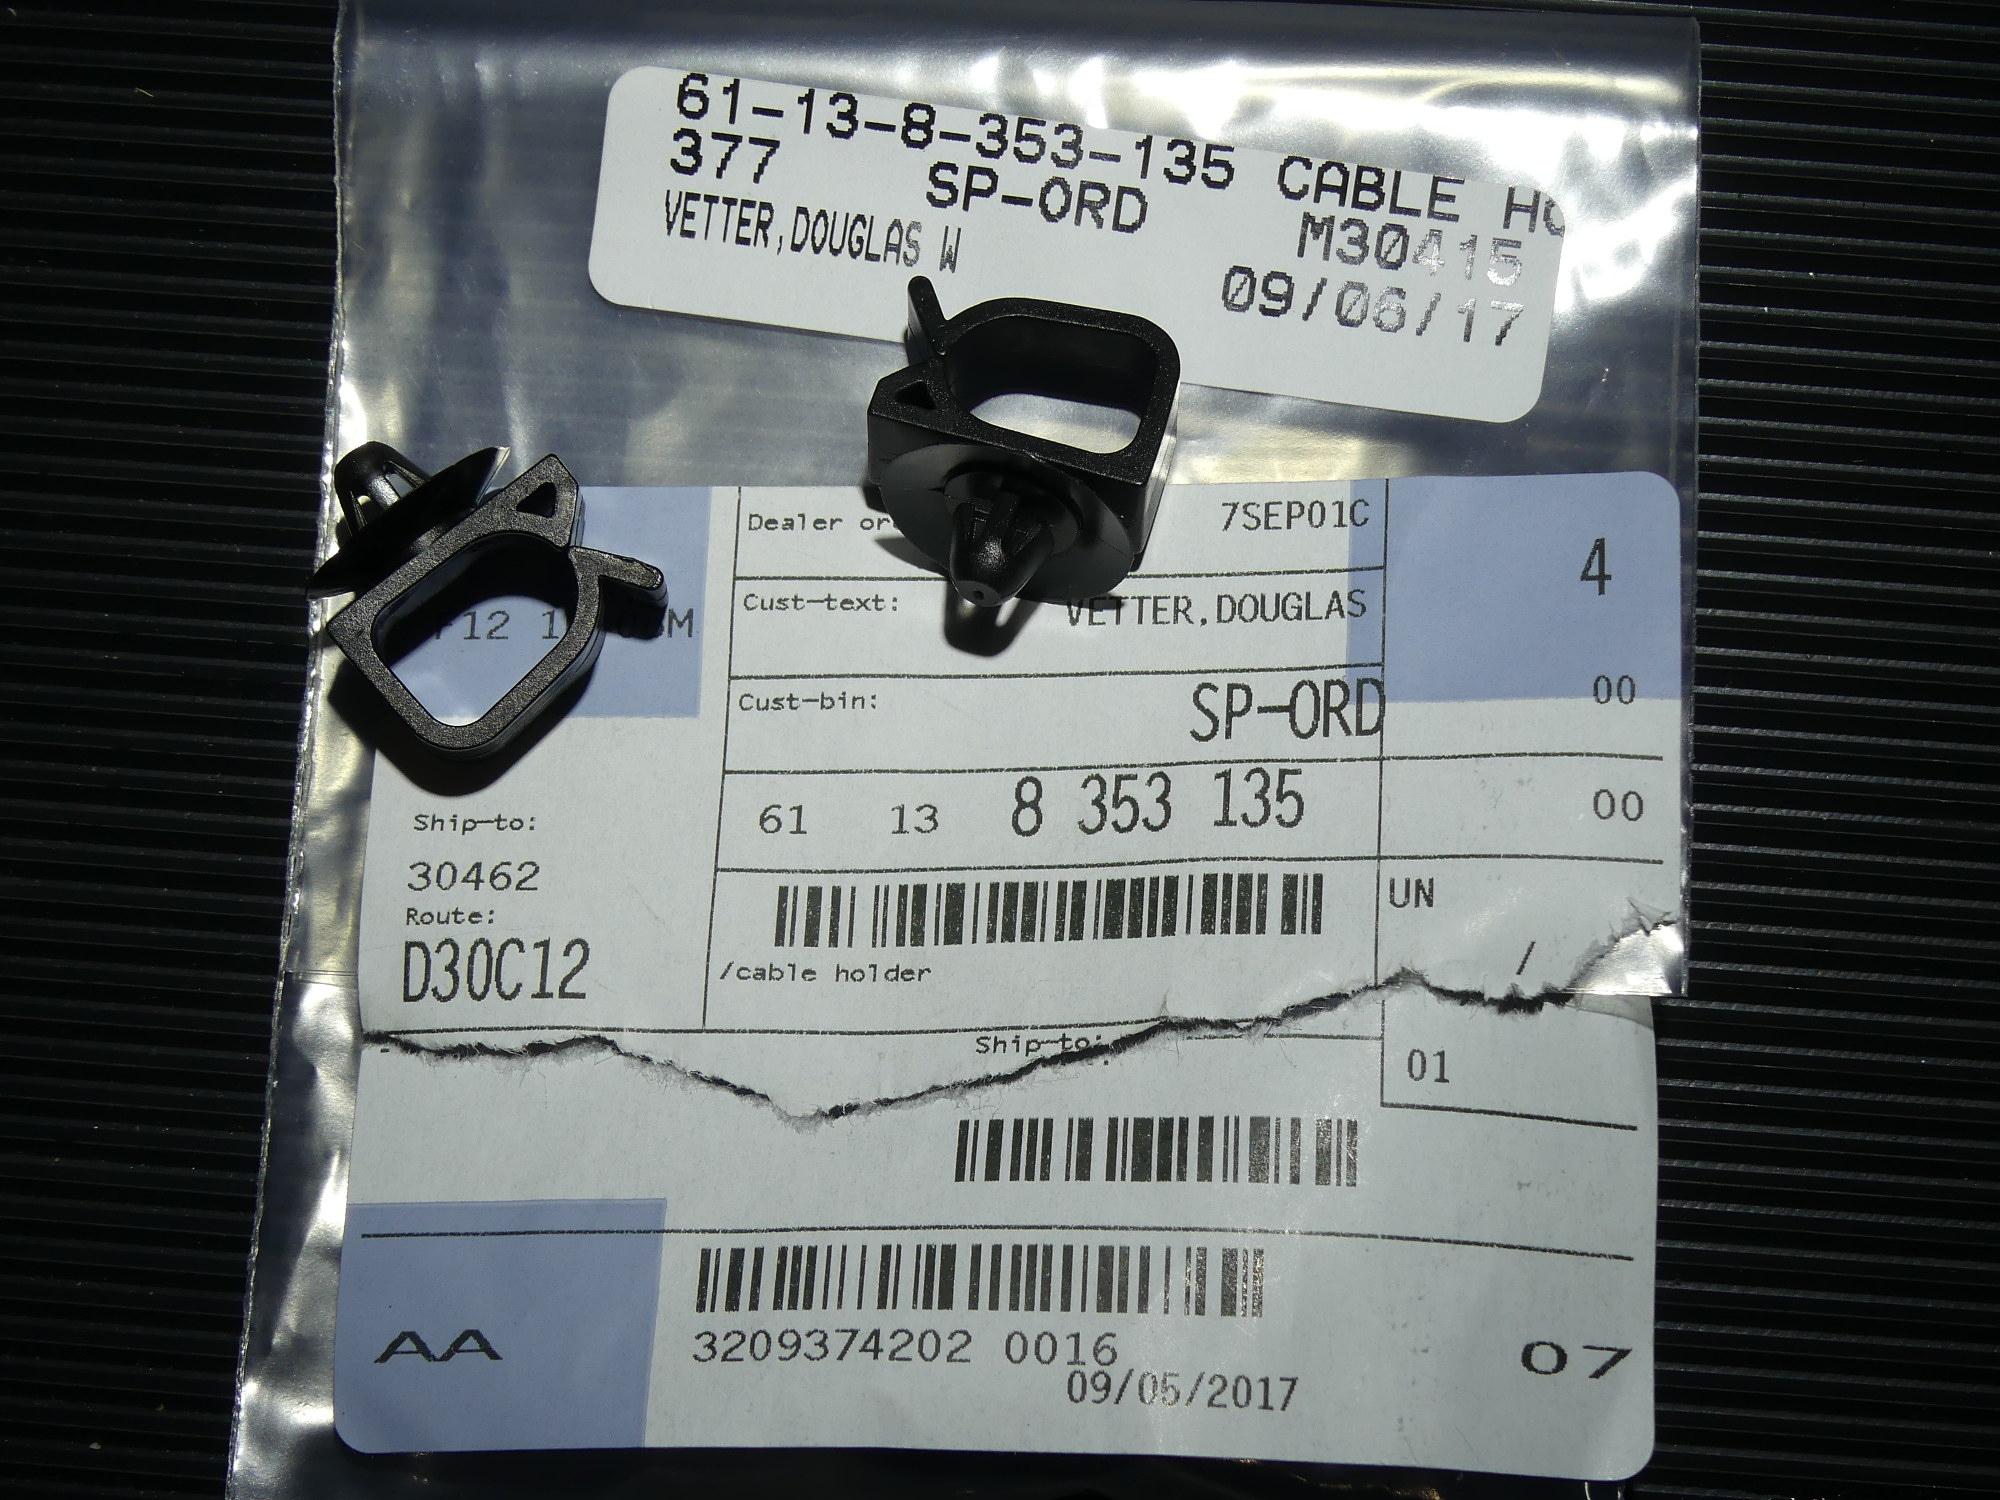 61-13-8-353-135 CABLE HO
377 SP-ORD M30415
VETTER,DOUGLAS W 09/06/17
Dealer or 7SEP01C
4
Cust-text: VETTER,DOUGLAS
12 1
Cust-bin: SP-ORD
00
61 13 8 353 135
00
Ship-to:
30462
Route:
D30C12
UN
/
/cable holder
Ship-to:
01
AA
3209374202 0016
09/05/2017
07